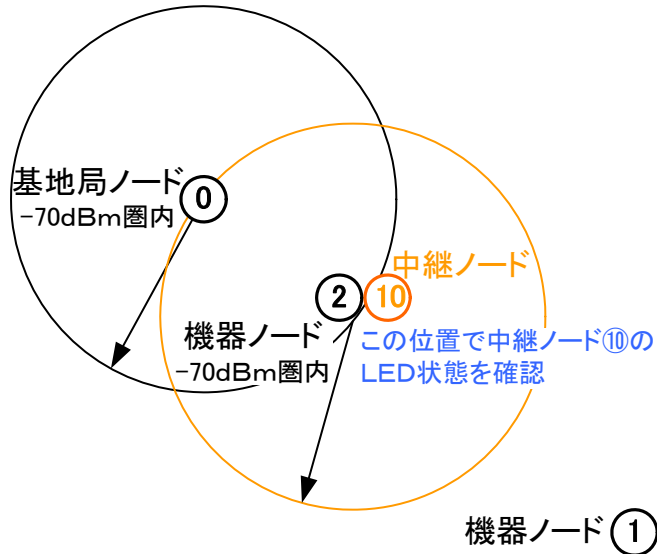 基地局ノード
0
-70dBm圏内
中継ノード
2
10
機器ノード
-70dBm圏内
この位置で中継ノード⑩の
LED状態を確認
機器ノード
1